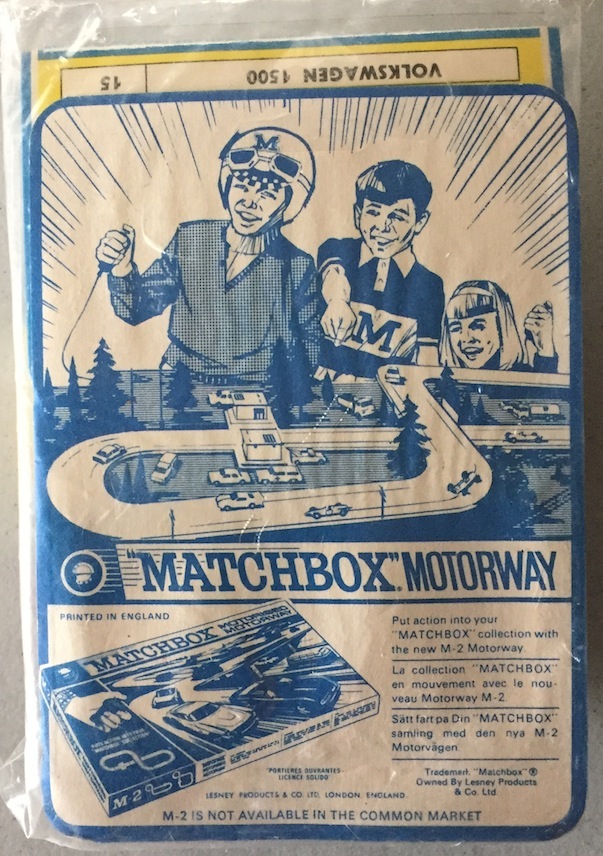 VOLKSWAGEN 1500 15
M
M
"MATCHBOX" MOTORWAY
PRINTED IN ENGLAND
MATCHBOX MOTORISED
MOTORWAY
M-2
Put action into your
"MATCHBOX" collection with
the new M-2 Motorway.
La collection "MATCHBOX"
en mouvement avec le nou-
veau Motorway M-2
Sätt fart pa Din "MATCHBOX"
samling med den nya M-2
Motorvägen.
"PORTIERES OUVRANTES-
LICENCE SOLIDO"
Trademark "Matchbox" ®
Owned By Lesney Products
& Co. Ltd.
LESNEY PRODUCTS & CO. LTD. LONDON ENGLAND
M-2 IS NOT AVAILABLE IN THE COMMON MARKET